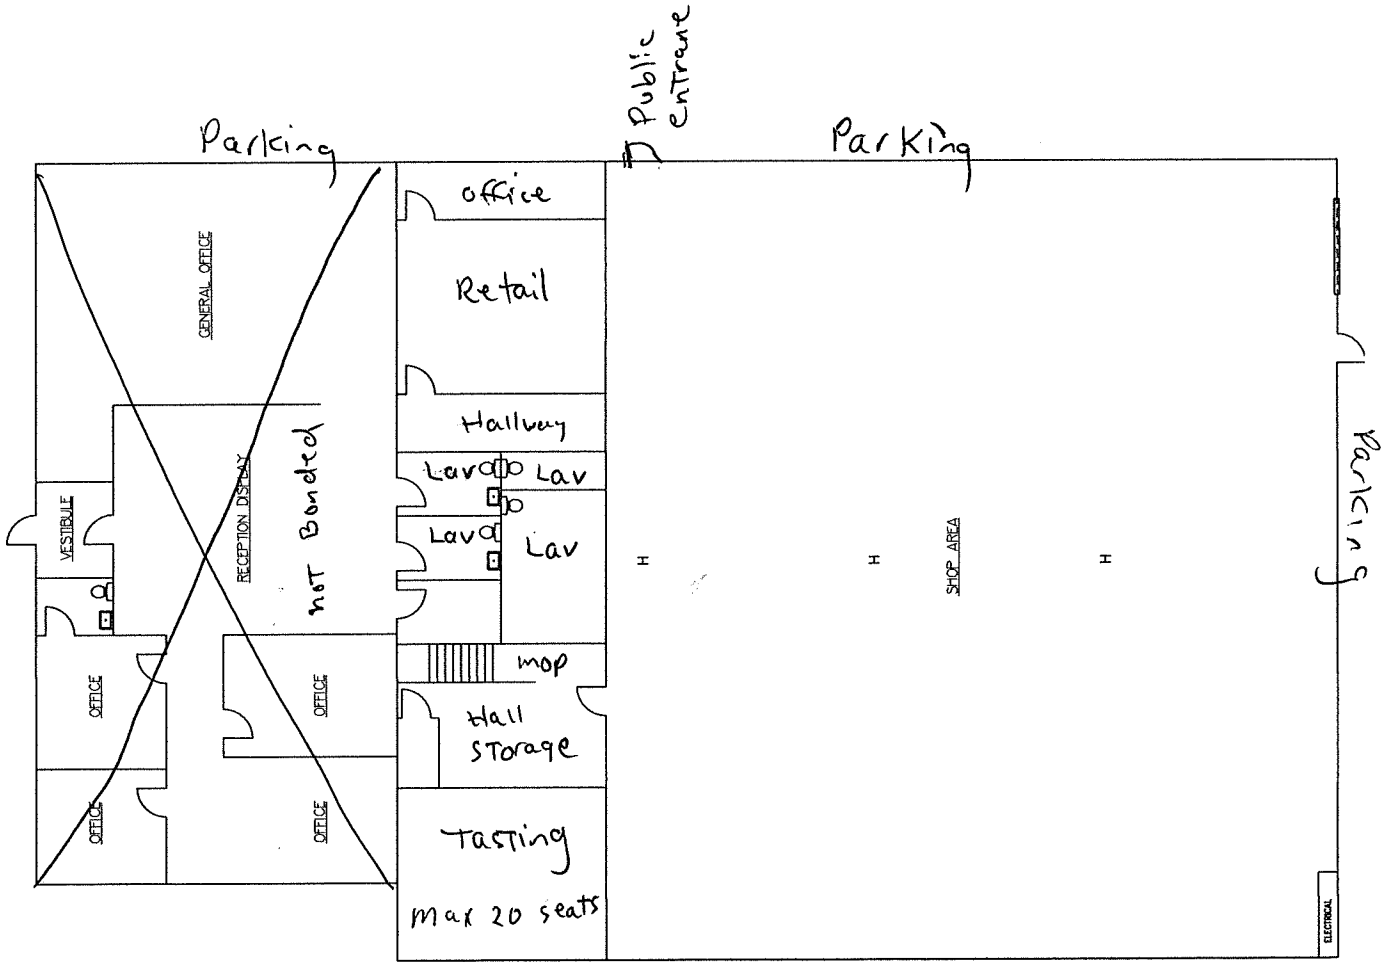 Public
entrane
Parking
Parking
office
GENERAL OFFICE
Retail
Hallway
Lav
Lav
Lav
Lav
RECEPTION DISPLAY
not Bonded
VESTIBULE
SHOP AREA
H
H
H
Parking
mop
OFFICE
OFFICE
Hall
Storage
OFFICE
OFFICE
Tasting
Max 20 seats
ELECTRICAL